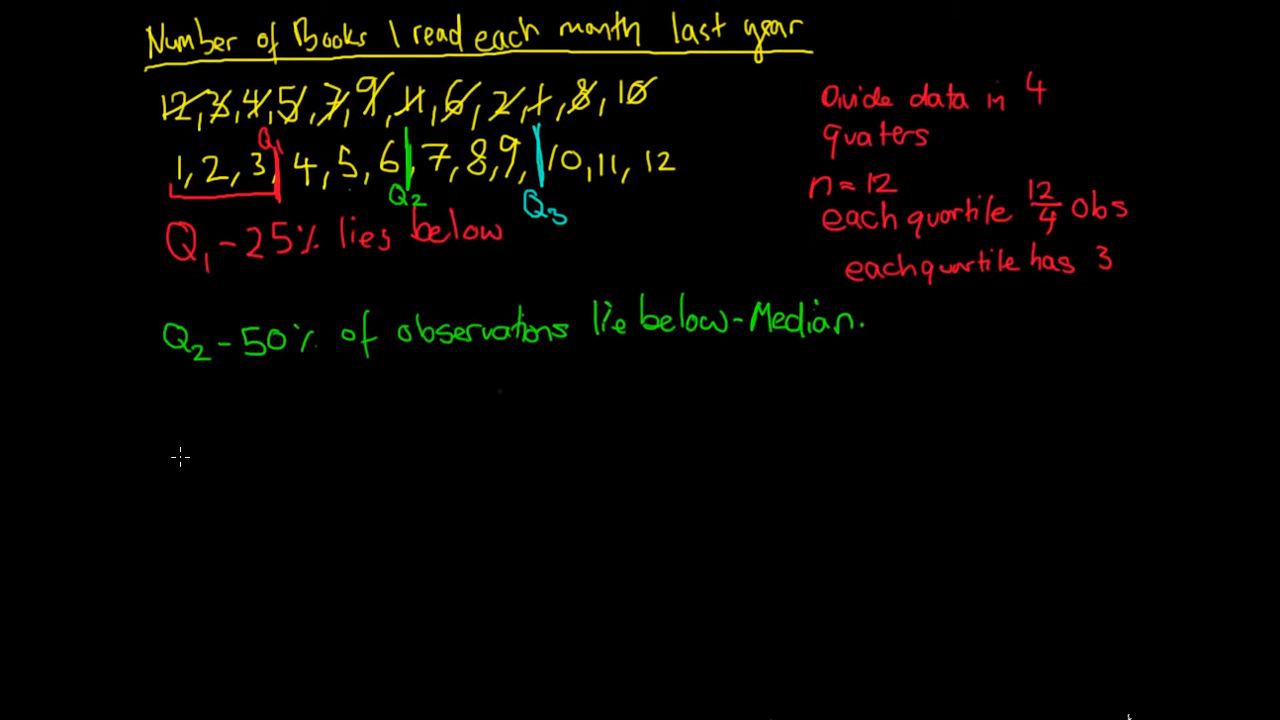 Number of Books I read each month last year
12, 3, 4, 5, 7, 9, 11, 6, 2, 1, 8, 10
Q1
1, 2, 3, 4, 5, 6, 7, 8, 9, 10, 11, 12
Q2
Q3
Q1 - 25% lies below
Q2 - 50% of observations lie below - Median.
Divide data in 4
quaters
n = 12
each quartile 12/4 obs
each quartile has 3